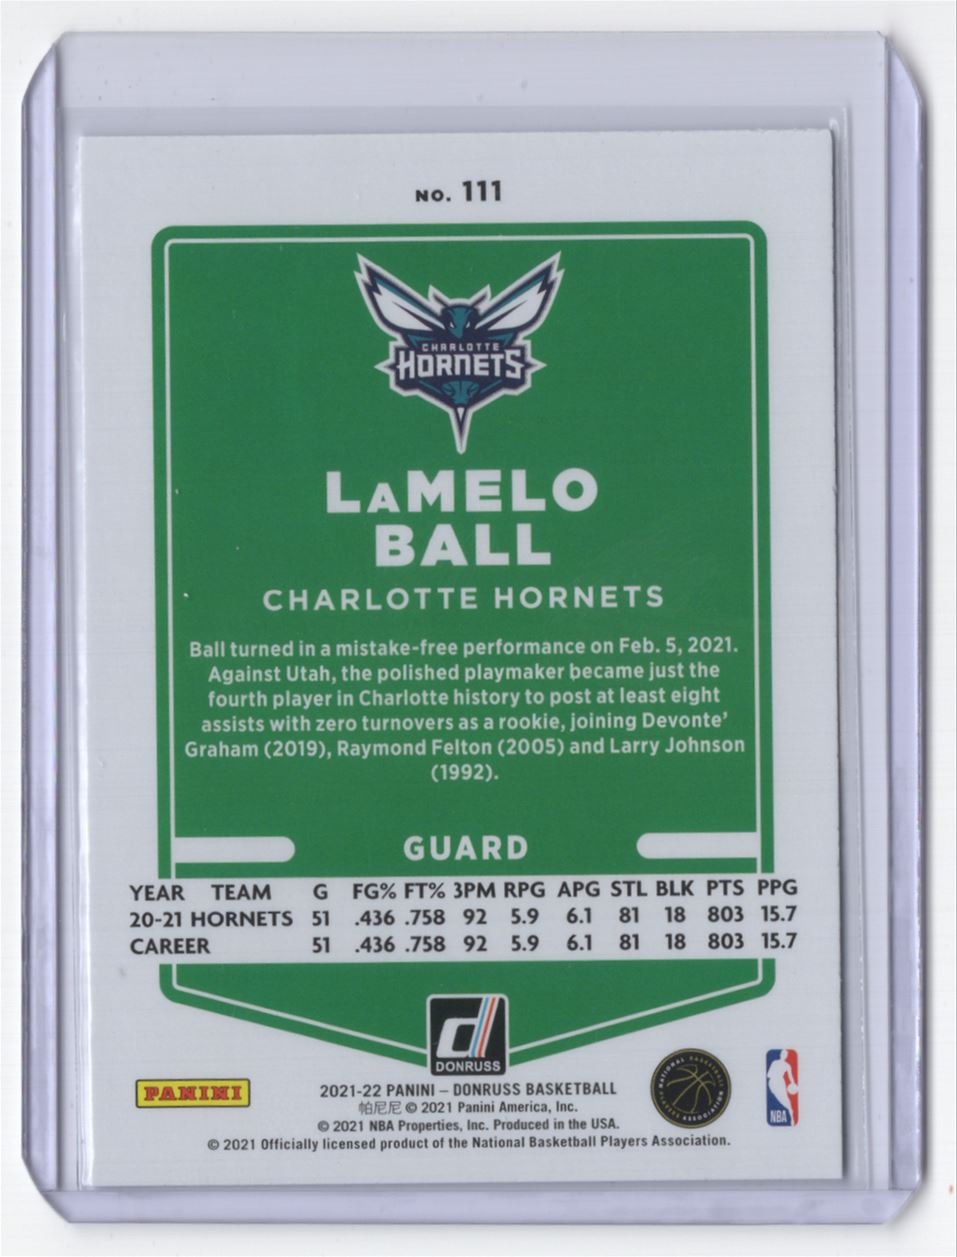 NO. 111
CHARLOTTE
HORNETS
LaMELO
BALL
CHARLOTTE HORNETS
Ball turned in a mistake-free performance on Feb. 5, 2021.
Against Utah, the polished playmaker became just the
fourth player in Charlotte history to post at least eight
assists with zero turnovers as a rookie, joining Devonte’
Graham (2019), Raymond Felton (2005) and Larry Johnson
(1992).
GUARD
YEAR TEAM G FG% FT% 3PM RPG APG STL BLK PTS PPG
20-21 HORNETS 51 .436 .758 92 5.9 6.1 81 18 803 15.7
CAREER 51 .436 .758 92 5.9 6.1 81 18 803 15.7
d
DONRUSS
PANINI
2021-22 PANINI – DONRUSS BASKETBALL
帕尼尼 © 2021 Panini America, Inc.
© 2021 NBA Properties, Inc. Produced in the USA.
© 2021 Officially licensed product of the National Basketball Players Association.
NATIONAL BASKETBALL
PLAYERS ASSOCIATION
NBA